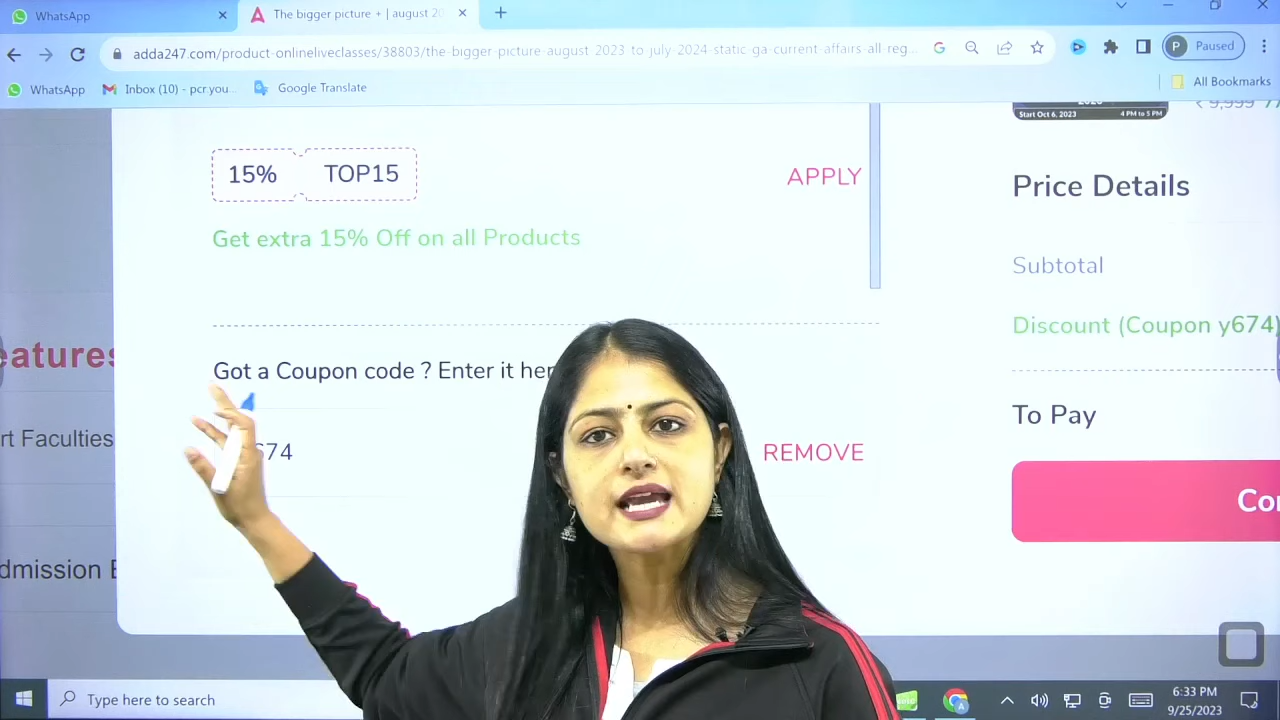 WhatsApp
The bigger picture + | august 20
adda247.com/product-onlineliveclasses/38803/the-bigger-picture-august-2023-to-july-2024-static-ga-current-affairs-all-reg...
P Paused
WhatsApp
Inbox (10) - pcr you...
Google Translate
All Bookmarks
Start Oct 6, 2023 4 PM to 5 PM
15% TOP15
APPLY
Get extra 15% Off on all Products
Got a Coupon code ? Enter it her
674
REMOVE
eatures
rt Faculties
dmission E
Price Details
Subtotal
Discount (Coupon y674)
To Pay
Con
Type here to search
6:33 PM
9/25/2023